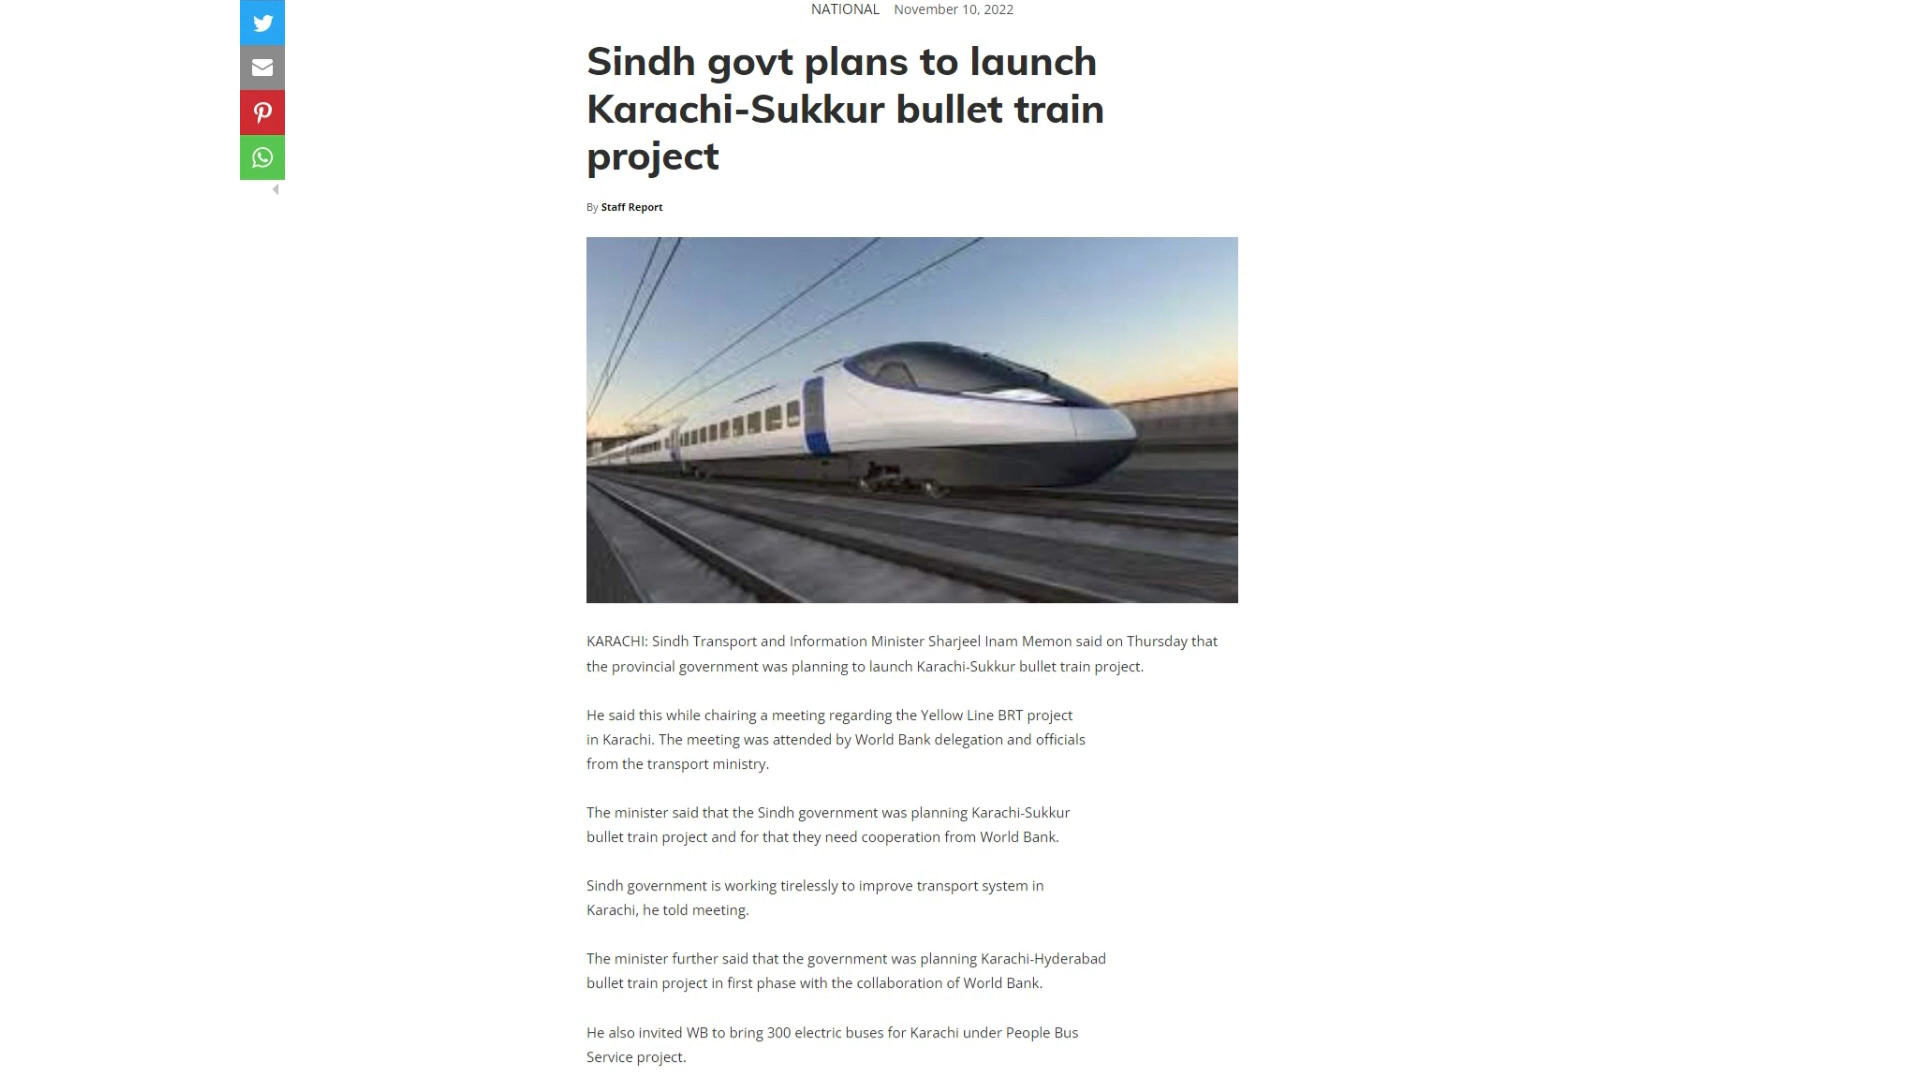 NATIONAL November 10, 2022
Sindh govt plans to launch
Karachi-Sukkur bullet train
project
By Staff Report
KARACHI: Sindh Transport and Information Minister Sharjeel Inam Memon said on Thursday that
the provincial government was planning to launch Karachi-Sukkur bullet train project.
He said this while chairing a meeting regarding the Yellow Line BRT project
in Karachi. The meeting was attended by World Bank delegation and officials
from the transport ministry.
The minister said that the Sindh government was planning Karachi-Sukkur
bullet train project and for that they need cooperation from World Bank.
Sindh government is working tirelessly to improve transport system in
Karachi, he told meeting.
The minister further said that the government was planning Karachi-Hyderabad
bullet train project in first phase with the collaboration of World Bank.
He also invited WB to bring 300 electric buses for Karachi under People Bus
Service project.